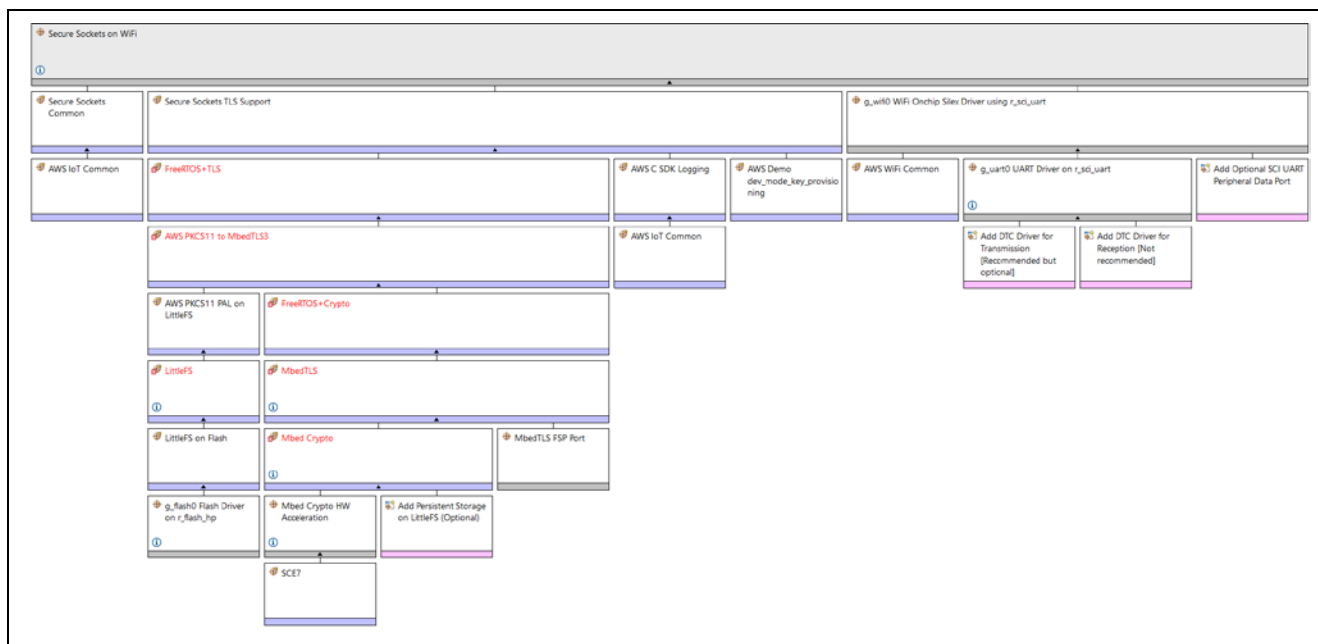 Secure Sockets on WiFi
Secure Sockets
Common
Secure Sockets TLS Support
g_wifi0 WiFi Onchip Silex Driver using r_sci_uart
AWS IoT Common
FreeRTOS+TLS
AWS C SDK Logging
AWS Demo
dev_mode_key_provisio
ning
AWS WiFi Common
g_uart0 UART Driver on r_sci_uart
Add Optional SCI UART
Peripheral Data Port
AWS PKCS11 to MbedTLS3
AWS IoT Common
Add DTC Driver for
Transmission
[Recommended but
optional]
Add DTC Driver for
Reception [Not
recommended]
AWS PKCS11 PAL on
LittleFS
FreeRTOS+Crypto
LittleFS
MbedTLS
LittleFS on Flash
Mbed Crypto
MbedTLS FSP Port
g_flash0 Flash Driver
on r_flash_hp
Mbed Crypto HW
Acceleration
Add Persistent Storage
on LittleFS (Optional)
SCE7